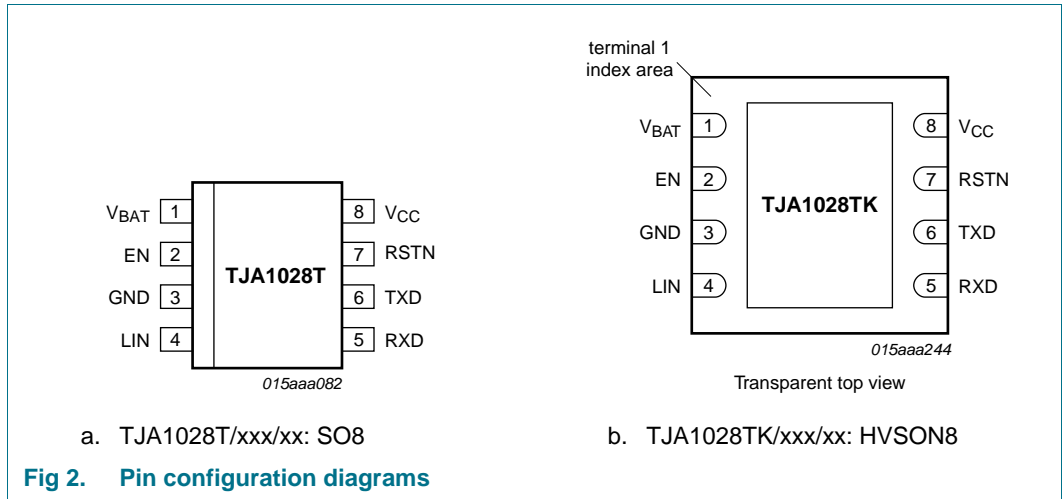 terminal 1
index area
VBAT 1 8 VCC
EN 2 7 RSTN
TJA1028T
GND 3 6 TXD
LIN 4 5 RXD
015aaa082
VBAT 1 8 VCC
EN 2 7 RSTN
TJA1028TK
GND 3 6 TXD
LIN 4 5 RXD
015aaa244
Transparent top view
a. TJA1028T/xxx/xx: SO8
b. TJA1028TK/xxx/xx: HVSON8
Fig 2. Pin configuration diagrams